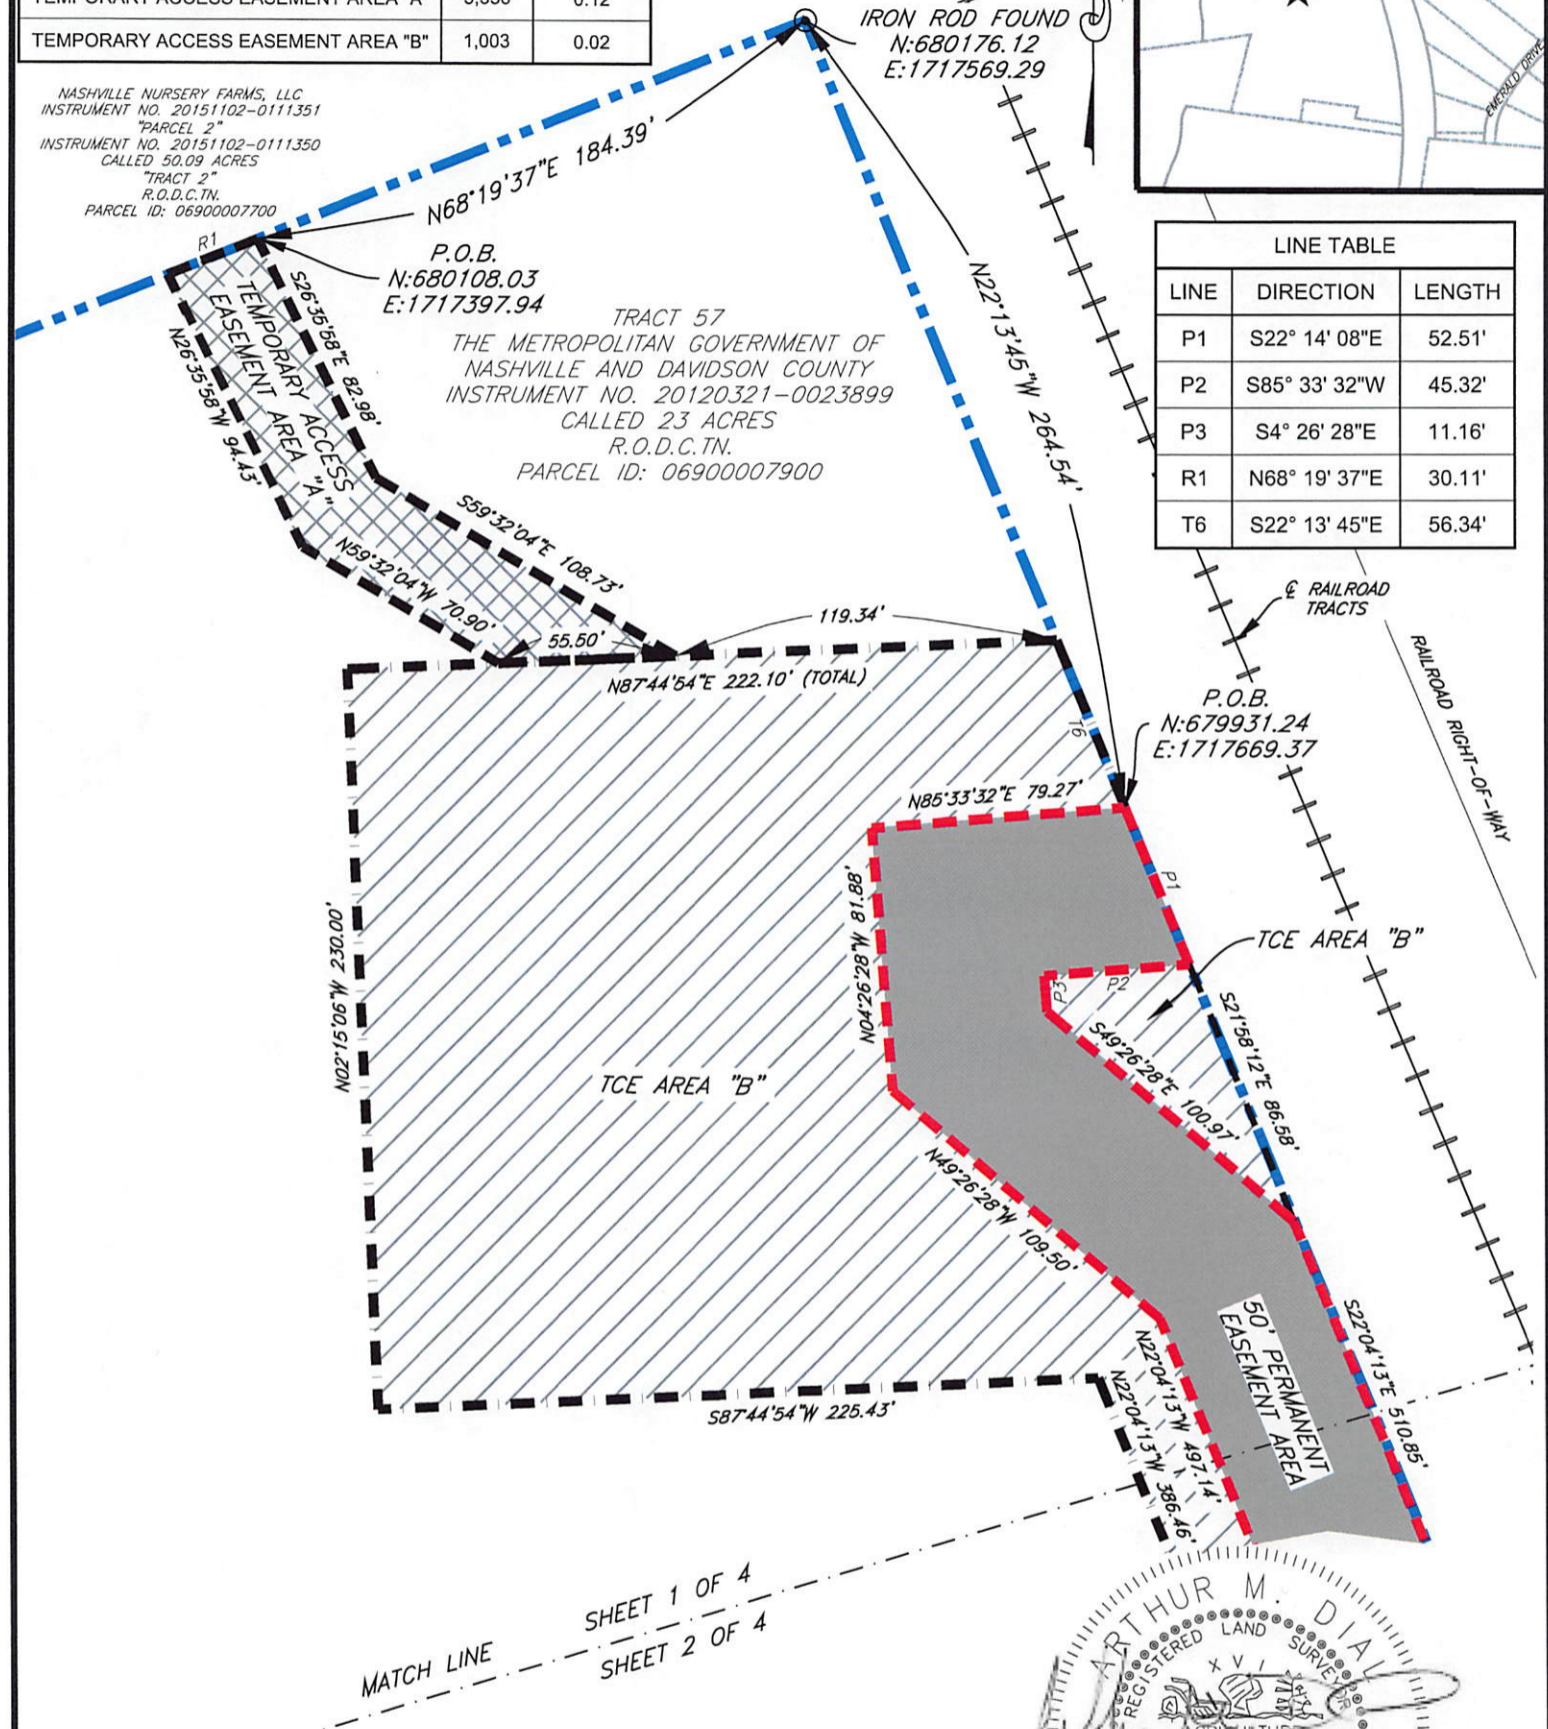 TEMPORARY ACCESS EASEMENT AREA "A" 5,050 0.12
TEMPORARY ACCESS EASEMENT AREA "B" 1,003 0.02
IRON ROD FOUND
N:680176.12
E:1717569.29
EMERALD DRIVE
NASHVILLE NURSERY FARMS, LLC
INSTRUMENT NO. 20151102-0111351
"PARCEL 2"
INSTRUMENT NO. 20151102-0111350
CALLED 50.09 ACRES
"TRACT 2"
R.O.D.C.TN.
PARCEL ID: 06900007700
N68°19'37"E 184.39'
R1
P.O.B.
N:680108.03
E:1717397.94
LINE TABLE
LINE DIRECTION LENGTH
P1 S22° 14' 08"E 52.51'
P2 S85° 33' 32"W 45.32'
P3 S4° 26' 28"E 11.16'
R1 N68° 19' 37"E 30.11'
T6 S22° 13' 45"E 56.34'
N22°13'45"W 264.54'
TRACT 57
THE METROPOLITAN GOVERNMENT OF
NASHVILLE AND DAVIDSON COUNTY
INSTRUMENT NO. 20120321-0023899
CALLED 23 ACRES
R.O.D.C.TN.
PARCEL ID: 06900007900
S26°35'58"E 82.98'
TEMPORARY ACCESS
EASEMENT AREA "A"
N26°35'58"W 94.43'
S59°32'04"E 108.73'
N59°32'04"W 70.90'
55.50'
119.34'
N87°44'54"E 222.10' (TOTAL)
℄ RAILROAD
TRACTS
RAILROAD RIGHT-OF-WAY
P.O.B.
N:679931.24
E:1717669.37
T6
N85°33'32"E 79.27'
P1
N04°26'28"W 81.88'
N02°15'06"W 230.00'
TCE AREA "B"
P2
P3
S21°58'12"E 86.58'
S49°26'28"E 100.97'
TCE AREA "B"
N49°26'28"W 109.50'
50' PERMANENT
EASEMENT AREA
S22°04'13"E 510.85'
N22°04'13"W 497.14'
N22°04'13"W 386.46'
S87°44'54"W 225.43'
SHEET 1 OF 4
MATCH LINE
SHEET 2 OF 4
ARTHUR M. DIAL
REGISTERED LAND SURVEYOR
XVI